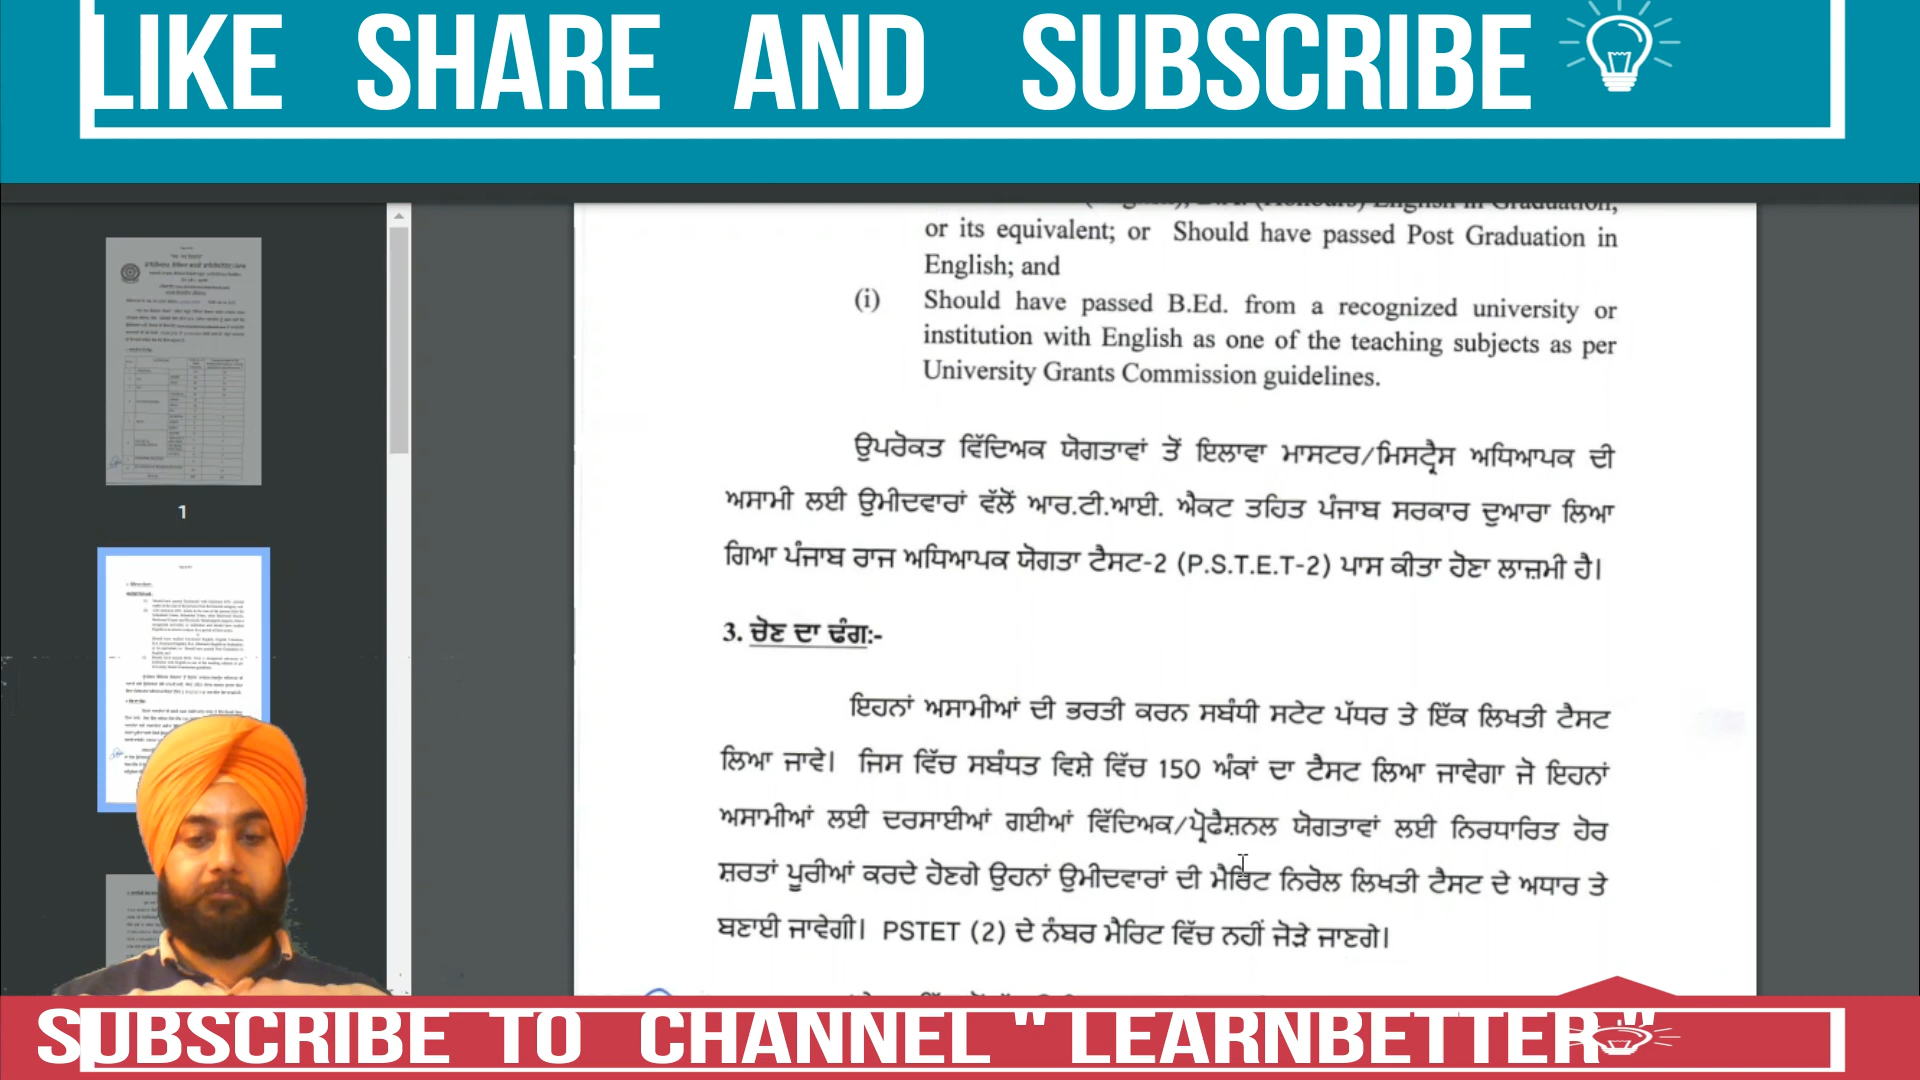 LIKE SHARE AND SUBSCRIBE
English in Graduation,
or its equivalent; or Should have passed Post Graduation in
English; and
(i) Should have passed B.Ed. from a recognized university or
institution with English as one of the teaching subjects as per
University Grants Commission guidelines.
ਉਪਰੋਕਤ ਵਿੱਦਿਅਕ ਯੋਗਤਾਵਾਂ ਤੋਂ ਇਲਾਵਾ ਮਾਸਟਰ/ਮਿਸਟ੍ਰੈਸ ਅਧਿਆਪਕ ਦੀ
ਅਸਾਮੀ ਲਈ ਉਮੀਦਵਾਰਾਂ ਵੱਲੋਂ ਆਰ.ਟੀ.ਆਈ. ਐਕਟ ਤਹਿਤ ਪੰਜਾਬ ਸਰਕਾਰ ਦੁਆਰਾ ਲਿਆ
ਗਿਆ ਪੰਜਾਬ ਰਾਜ ਅਧਿਆਪਕ ਯੋਗਤਾ ਟੈਸਟ-2 (P.S.T.E.T-2) ਪਾਸ ਕੀਤਾ ਹੋਣਾ ਲਾਜ਼ਮੀ ਹੈ।
3. ਚੋਣ ਦਾ ਢੰਗ:-
ਇਹਨਾਂ ਅਸਾਮੀਆਂ ਦੀ ਭਰਤੀ ਕਰਨ ਸਬੰਧੀ ਸਟੇਟ ਪੱਧਰ ਤੇ ਇੱਕ ਲਿਖਤੀ ਟੈਸਟ
ਲਿਆ ਜਾਵੇ। ਜਿਸ ਵਿੱਚ ਸਬੰਧਤ ਵਿਸ਼ੇ ਵਿੱਚ 150 ਅੰਕਾਂ ਦਾ ਟੈਸਟ ਲਿਆ ਜਾਵੇਗਾ ਜੋ ਇਹਨਾਂ
ਅਸਾਮੀਆਂ ਲਈ ਦਰਸਾਈਆਂ ਗਈਆਂ ਵਿੱਦਿਅਕ/ਪ੍ਰੋਫੈਸ਼ਨਲ ਯੋਗਤਾਵਾਂ ਲਈ ਨਿਰਧਾਰਿਤ ਹੋਰ
ਸ਼ਰਤਾਂ ਪੂਰੀਆਂ ਕਰਦੇ ਹੋਣਗੇ ਉਹਨਾਂ ਉਮੀਦਵਾਰਾਂ ਦੀ ਮੈਰਿਟ ਨਿਰੋਲ ਲਿਖਤੀ ਟੈਸਟ ਦੇ ਅਧਾਰ ਤੇ
ਬਣਾਈ ਜਾਵੇਗੀ। PSTET (2) ਦੇ ਨੰਬਰ ਮੈਰਿਟ ਵਿੱਚ ਨਹੀਂ ਜੋੜੇ ਜਾਣਗੇ।
1
SUBSCRIBE TO CHANNEL "LEARNBETTER"